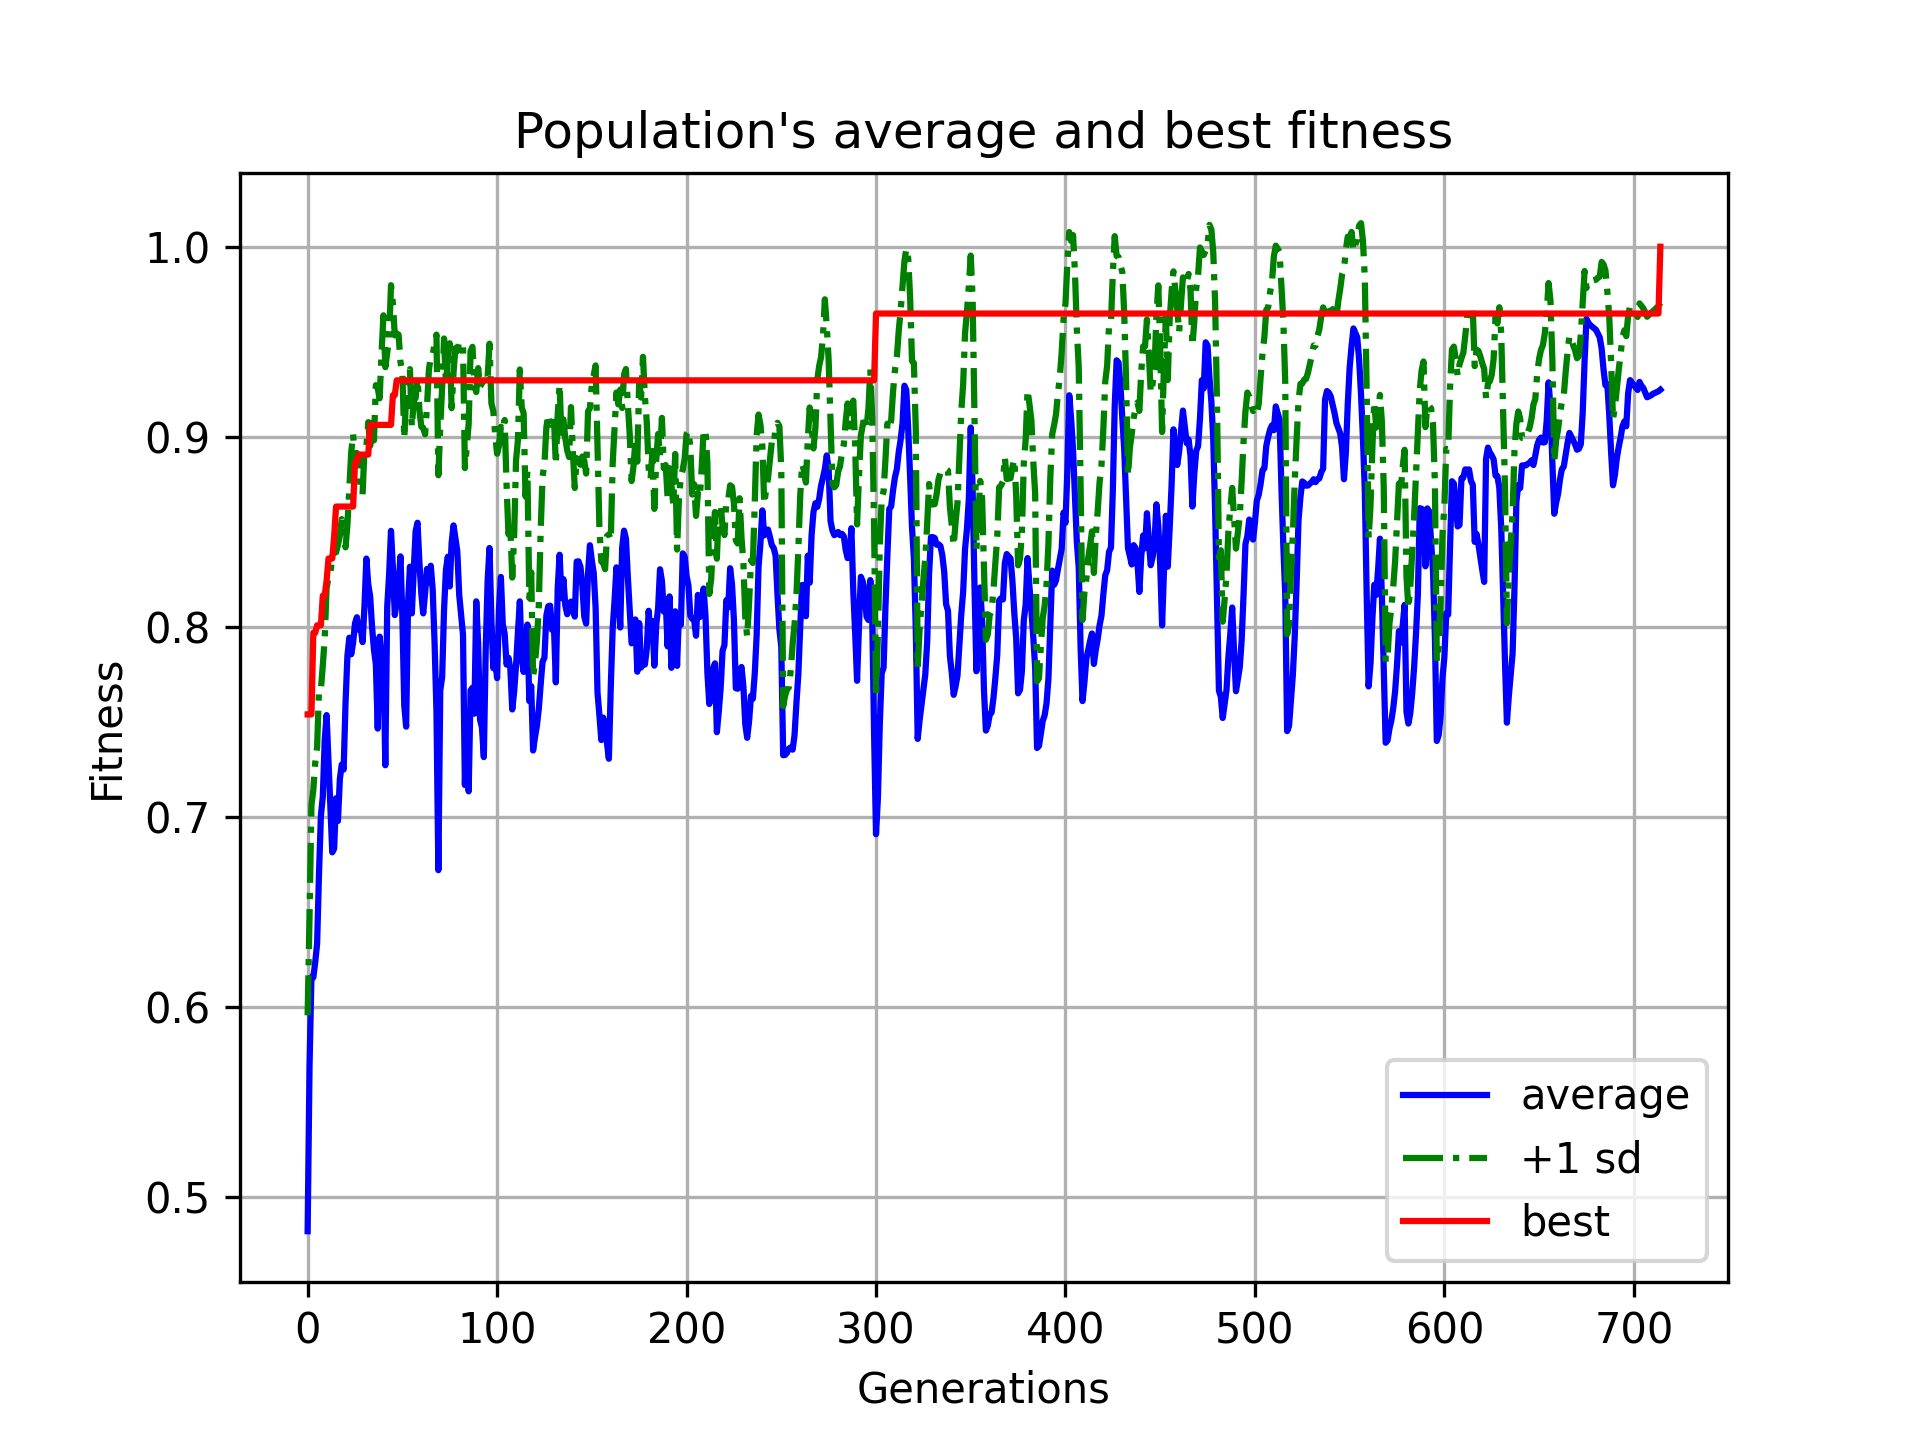 Population's average and best fitness
1.0
0.9
0.8
0.7
0.6
0.5
Fitness
average
+1 sd
best
0 100 200 300 400 500 600 700
Generations